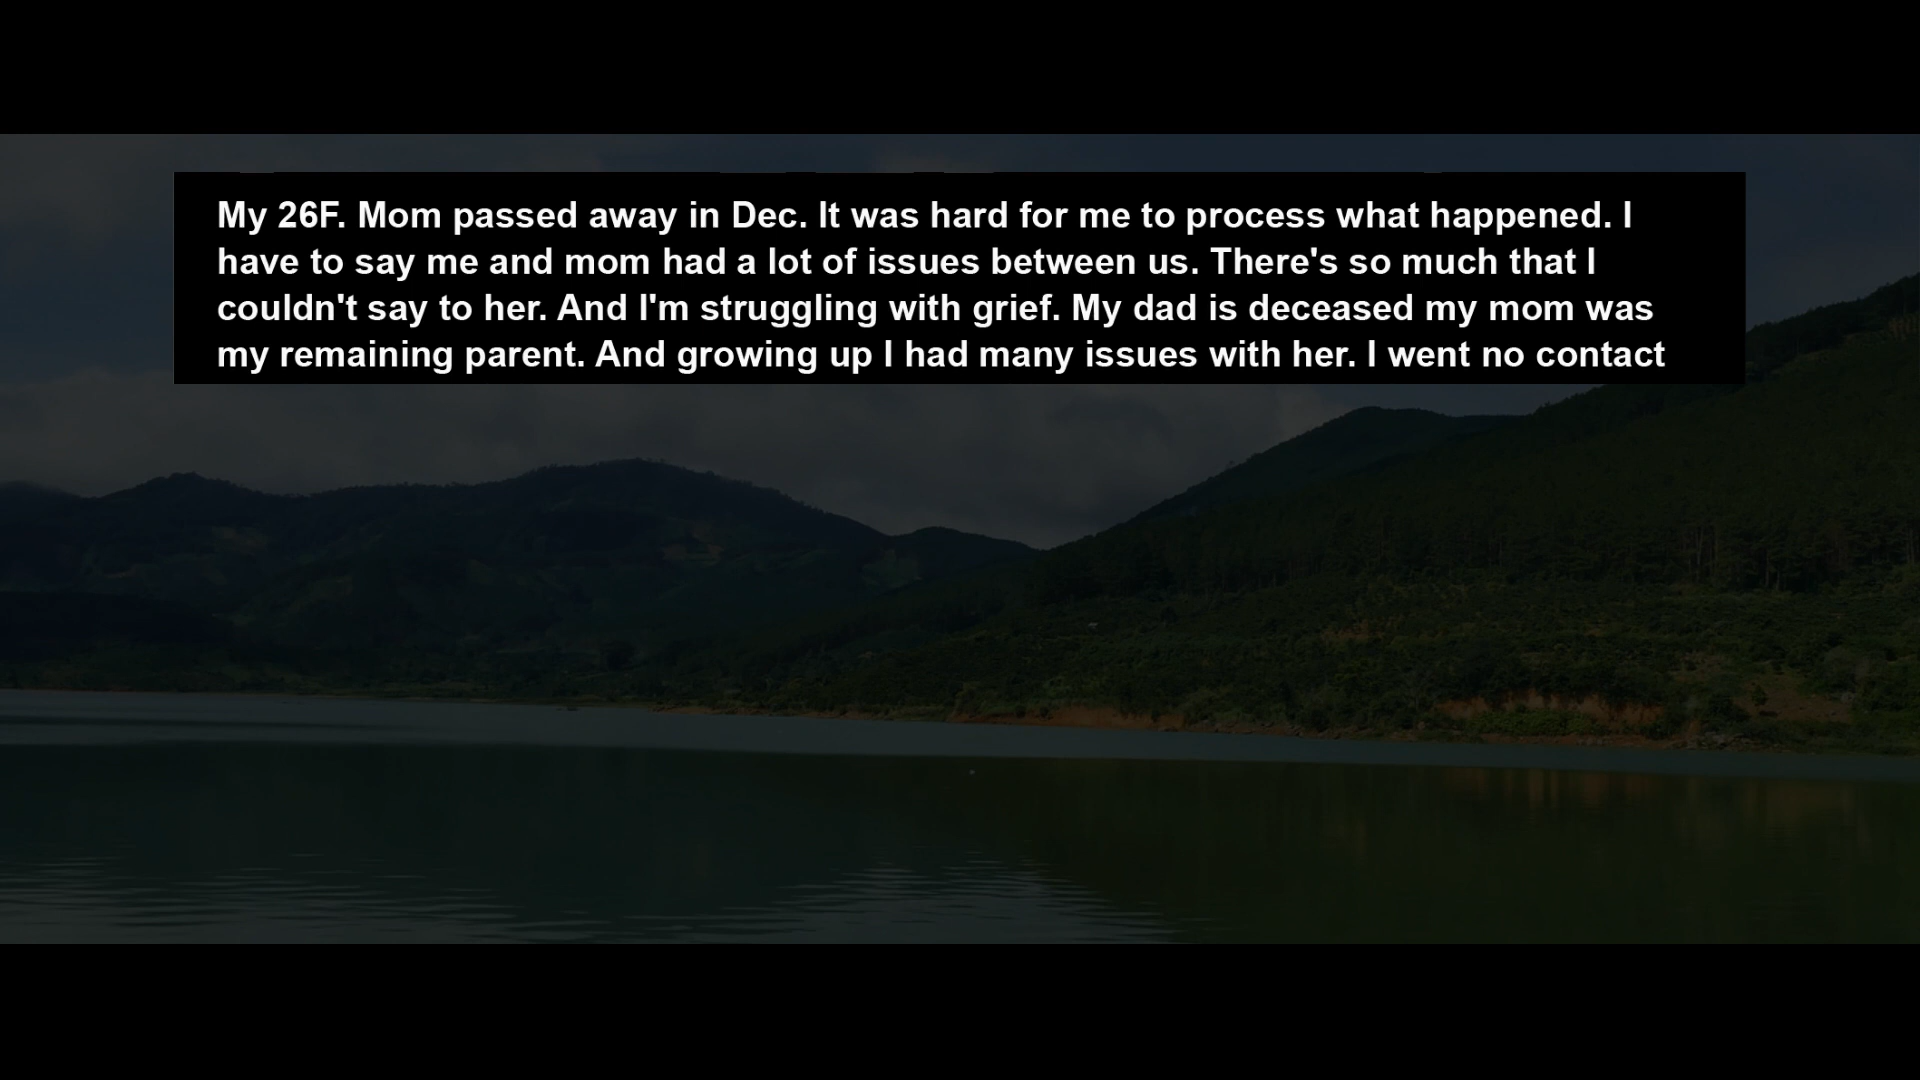 My 26F. Mom passed away in Dec. It was hard for me to process what happened. I
have to say me and mom had a lot of issues between us. There's so much that I
couldn't say to her. And I'm struggling with grief. My dad is deceased my mom was
my remaining parent. And growing up I had many issues with her. I went no contact